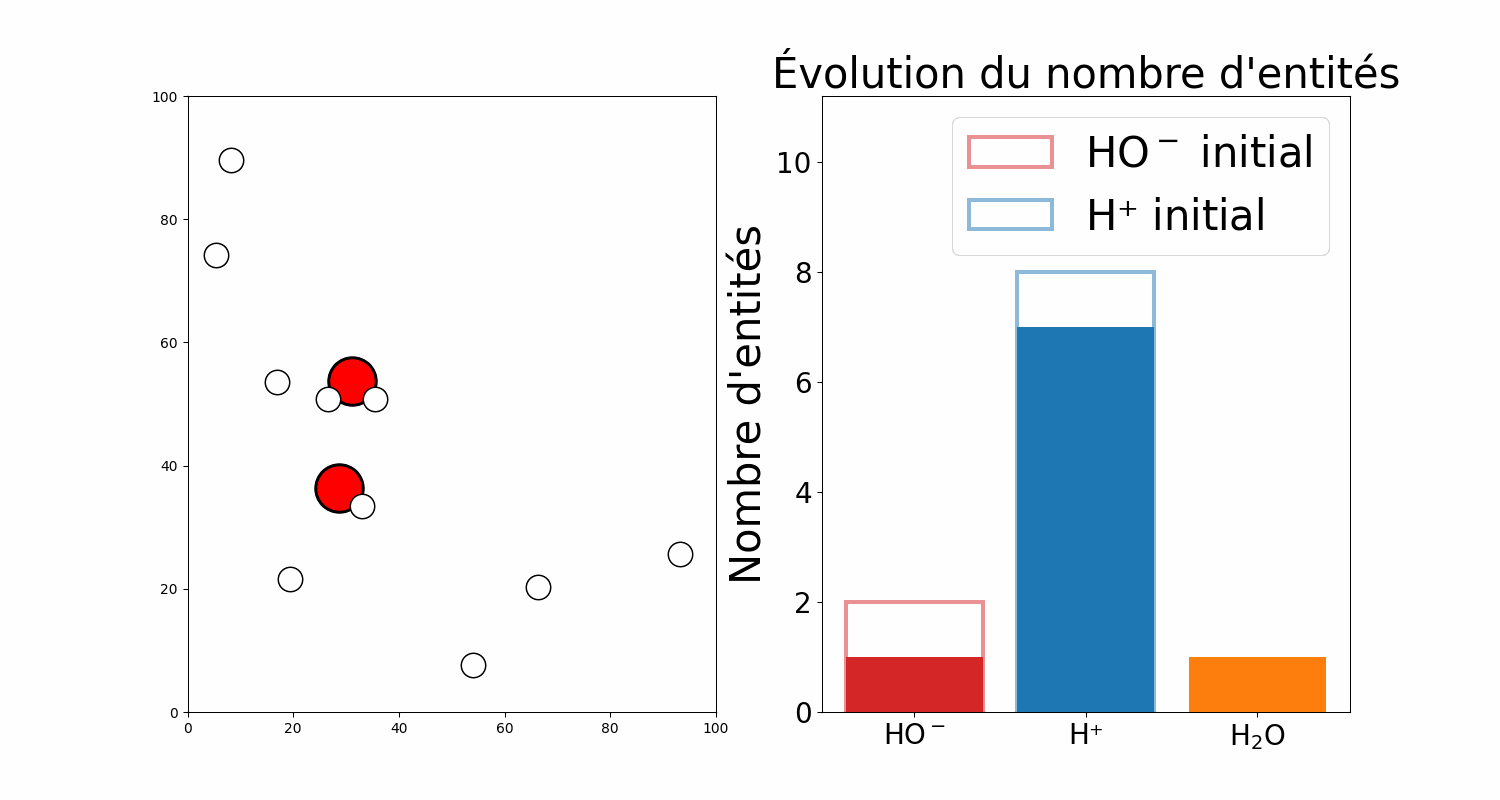 Évolution du nombre d'entités
HO⁻ initial
H⁺ initial
Nombre d'entités
100
80
60
40
20
0
0 20 40 60 80 100
10
8
6
4
2
0
HO⁻ H⁺ H₂O